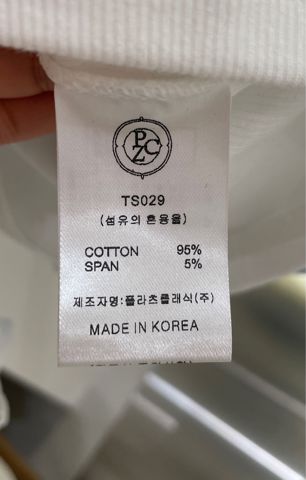 PCZ
TS029
(섬유의 혼용율)
COTTON 95%
SPAN 5%
제조자명:플라츠클래식(주)
MADE IN KOREA